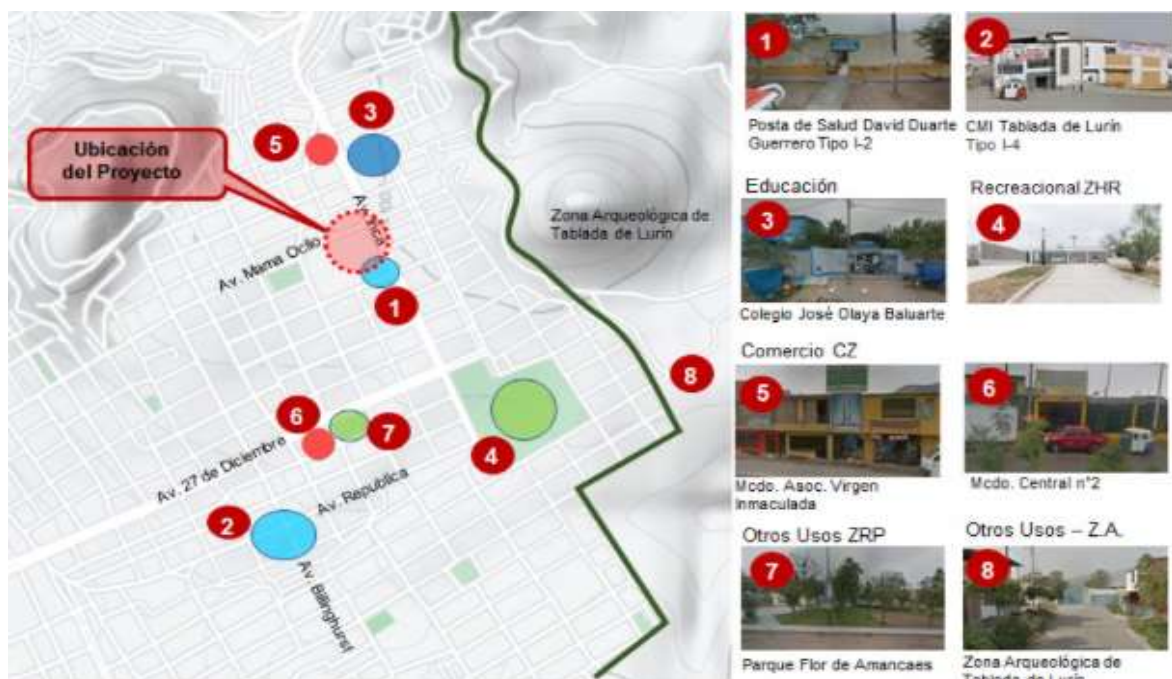 Ubicación
del Proyecto
5
3
Av. Mama Ocllo
Zona Arqueológica de
Tablada de Lurín
1
8
6
7
4
Av. 27 de Diciembre
Av. República
2
Av. Billinghurst
1
Posta de Salud David Duarte
Guerrero Tipo I-2
2
CMI Tablada de Lurín
Tipo I-4
Educación
3
Colegio José Olaya Baluarte
Recreacional ZHR
4
Comercio CZ
5
Mcdo. Asoc. Virgen
Inmaculada
6
Mcdo. Central n°2
Otros Usos ZRP
7
Parque Flor de Amancaes
Otros Usos – Z.A.
8
Zona Arqueológica de
Tablada de Lurín